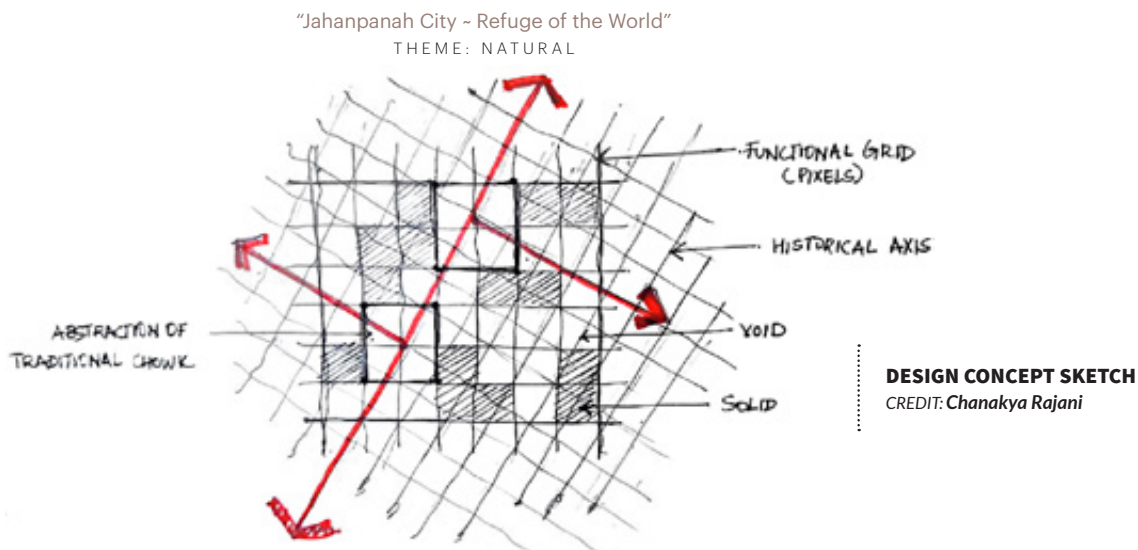 “Jahanpanah City ~ Refuge of the World”
THEME: NATURAL
FUNCTIONAL GRID
(PIXELS)
HISTORICAL AXIS
ABSTRACTION OF
TRADITIONAL CHOWK
VOID
SOLID
DESIGN CONCEPT SKETCH
CREDIT: Chanakya Rajani